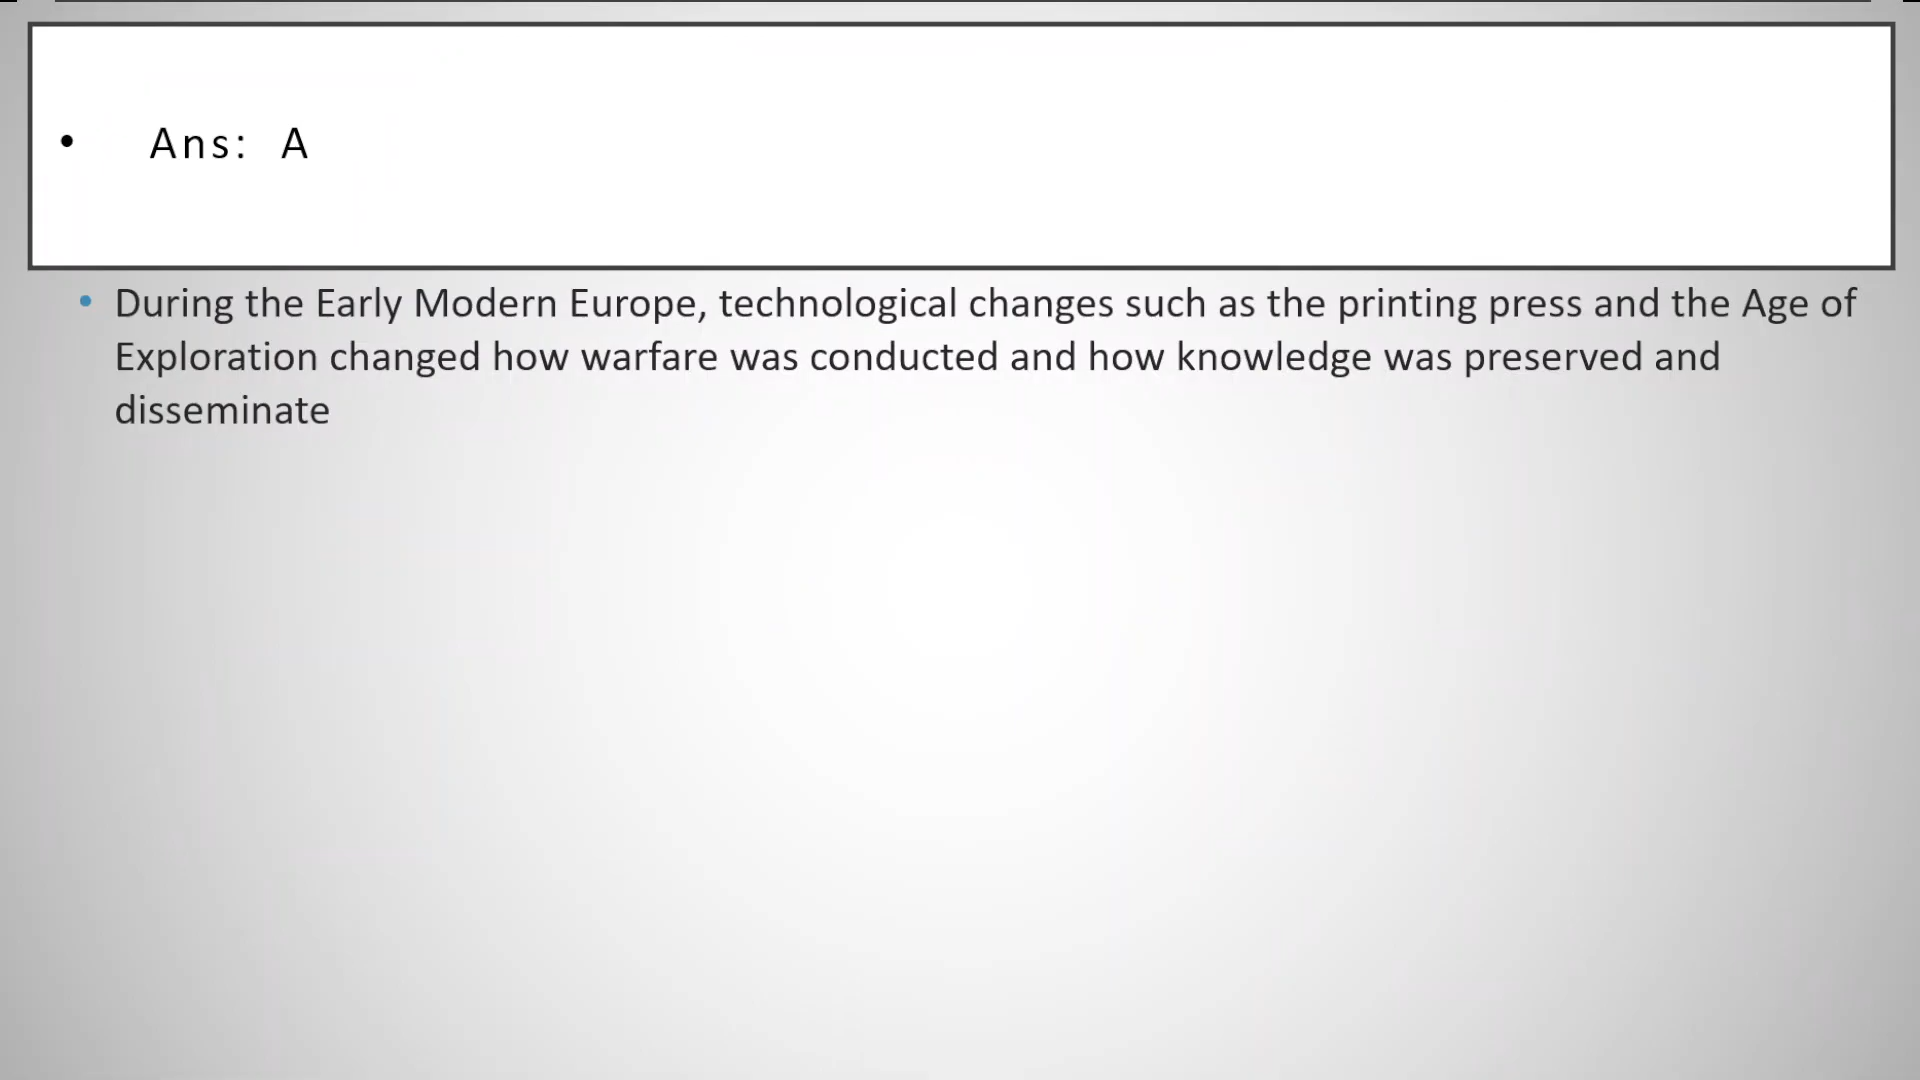 • Ans: A
• During the Early Modern Europe, technological changes such as the printing press and the Age of
Exploration changed how warfare was conducted and how knowledge was preserved and
disseminate